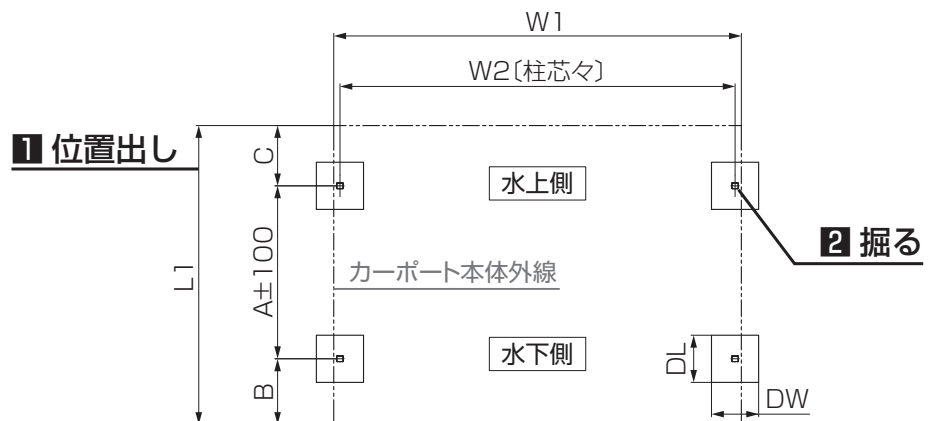 W1
W2〔柱芯々〕
1 位置出し
C
水上側
2 掘る
L1
A±100
カーポート本体外線
水下側
DL
B
DW